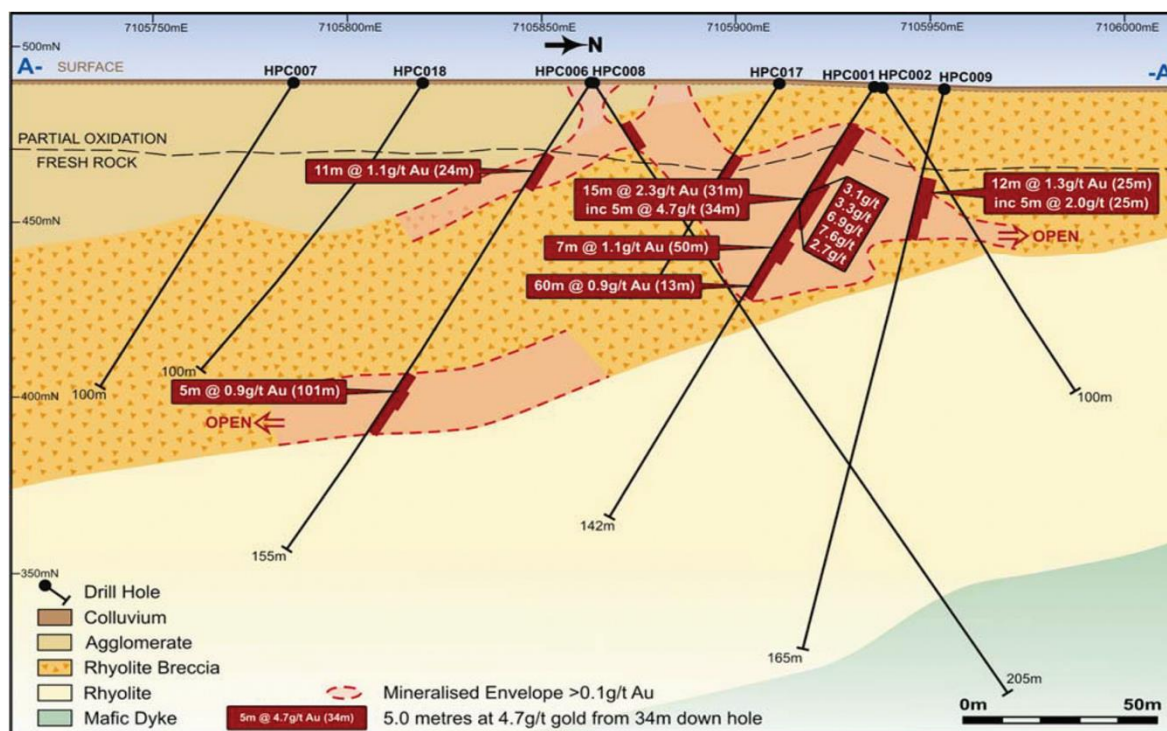 7105750mE 7105800mE 7105850mE 7105900mE 7105950mE 7106000mE
500mN
N
A- SURFACE -A
HPC007 HPC018 HPC006 HPC008 HPC017 HPC001 HPC002 HPC009
PARTIAL OXIDATION
FRESH ROCK
11m @ 1.1g/t Au (24m)
15m @ 2.3g/t Au (31m)
inc 5m @ 4.7g/t (34m)
3.1g/t
3.3g/t
6.9g/t
7.6g/t
2.7g/t
12m @ 1.3g/t Au (25m)
inc 5m @ 2.0g/t (25m)
450mN
OPEN
7m @ 1.1g/t Au (50m)
60m @ 0.9g/t Au (13m)
100m
100m
5m @ 0.9g/t Au (101m)
400mN
100m
OPEN
142m
155m
350mN
165m
205m
Drill Hole
Colluvium
Agglomerate
Rhyolite Breccia
Rhyolite
Mafic Dyke
Mineralised Envelope >0.1g/t Au
5m @ 4.7g/t Au (34m) 5.0 metres at 4.7g/t gold from 34m down hole
0m 50m